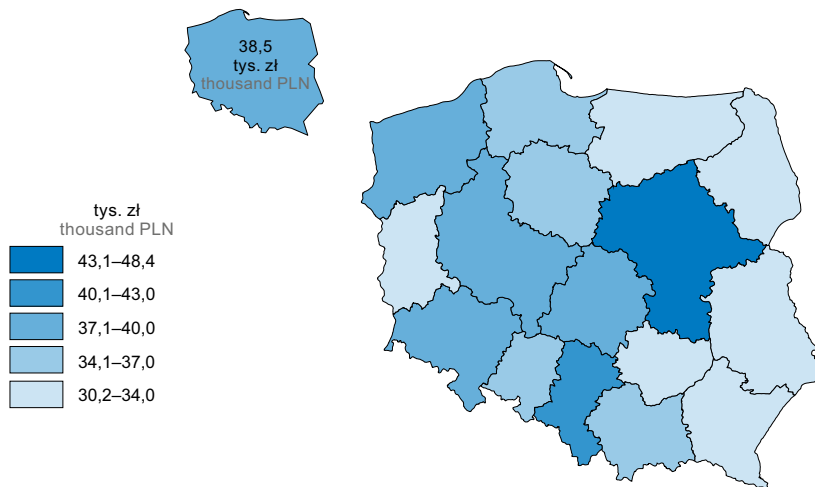 38,5
tys. zł
thousand PLN
tys. zł
thousand PLN
43,1–48,4
40,1–43,0
37,1–40,0
34,1–37,0
30,2–34,0